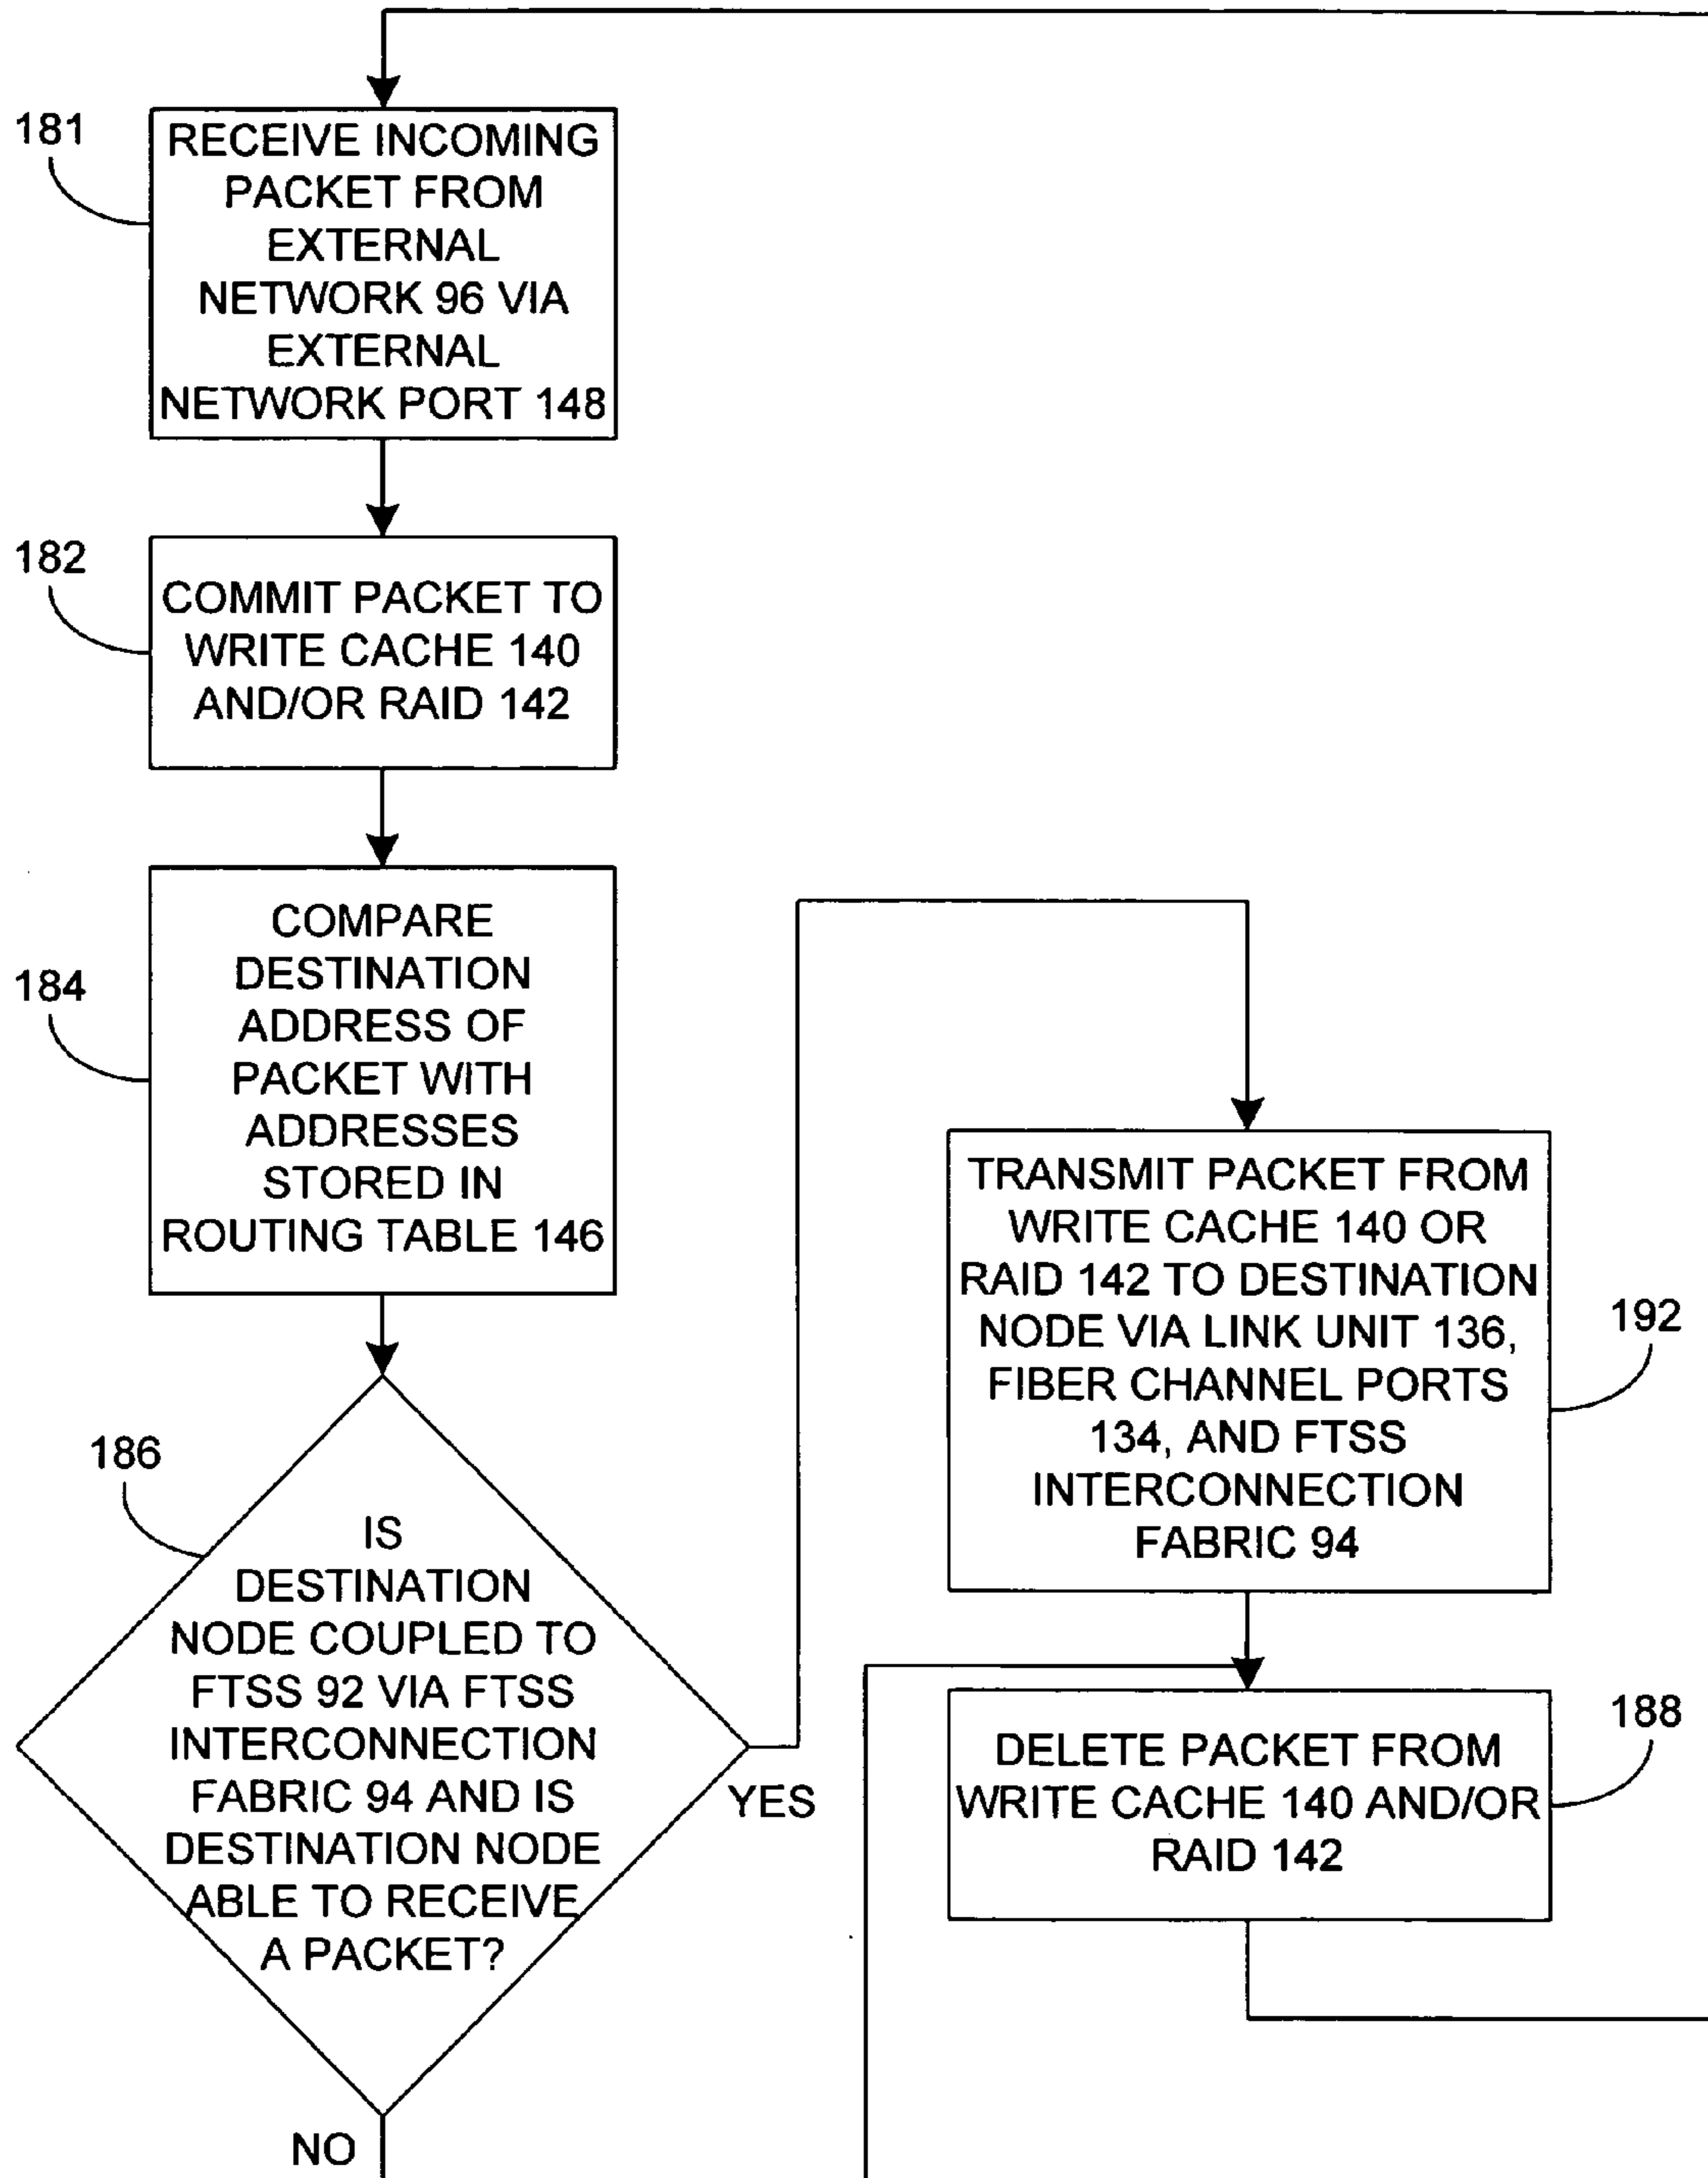 181
RECEIVE INCOMING
PACKET FROM
EXTERNAL
NETWORK 96 VIA
EXTERNAL
NETWORK PORT 148
182
COMMIT PACKET TO
WRITE CACHE 140
AND/OR RAID 142
184
COMPARE
DESTINATION
ADDRESS OF
PACKET WITH
ADDRESSES
STORED IN
ROUTING TABLE 146
186
IS
DESTINATION
NODE COUPLED TO
FTSS 92 VIA FTSS
INTERCONNECTION
FABRIC 94 AND IS
DESTINATION NODE
ABLE TO RECEIVE
A PACKET?
YES
NO
TRANSMIT PACKET FROM
WRITE CACHE 140 OR
RAID 142 TO DESTINATION
NODE VIA LINK UNIT 136,
FIBER CHANNEL PORTS
134, AND FTSS
INTERCONNECTION
FABRIC 94
192
DELETE PACKET FROM
WRITE CACHE 140 AND/OR
RAID 142
188